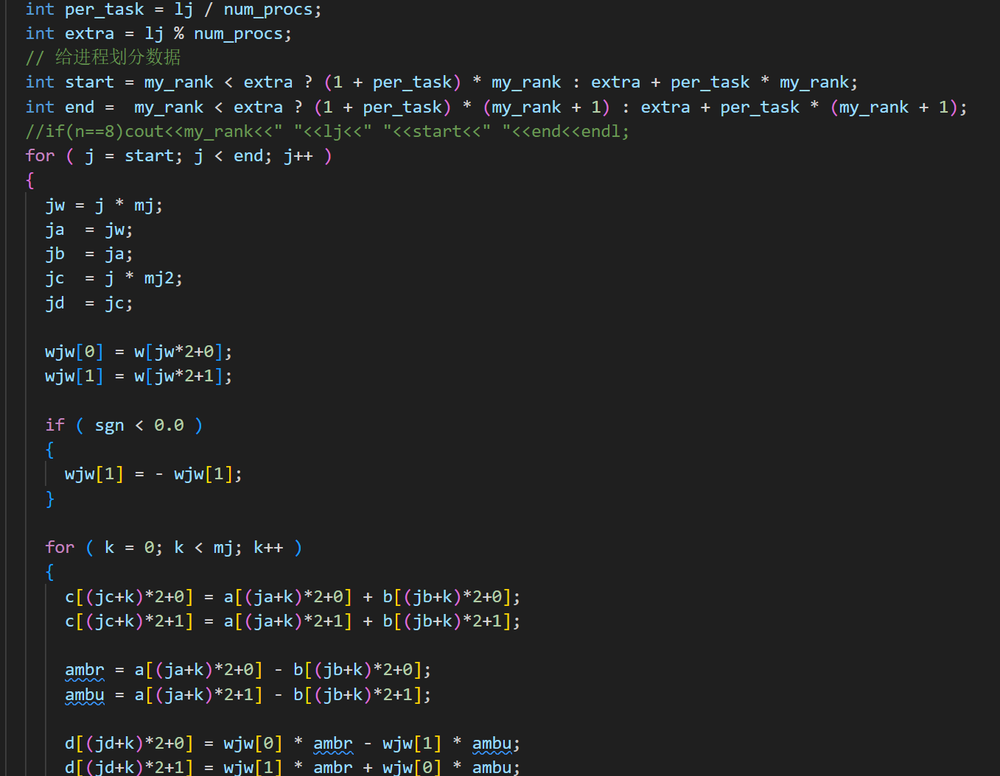 int per_task = lj / num_procs;
int extra = lj % num_procs;
// 给进程划分数据
int start = my_rank < extra ? (1 + per_task) * my_rank : extra + per_task * my_rank;
int end =  my_rank < extra ? (1 + per_task) * (my_rank + 1) : extra + per_task * (my_rank + 1);
//if(n==8)cout<<my_rank<<" "<<lj<<" "<<start<<" "<<end<<endl;
for ( j = start; j < end; j++ )
{
  jw = j * mj;
  ja  = jw;
  jb  = ja;
  jc  = j * mj2;
  jd  = jc;
  wjw[0] = w[jw*2+0];
  wjw[1] = w[jw*2+1];
  if ( sgn < 0.0 )
  {
    wjw[1] = - wjw[1];
  }
  for ( k = 0; k < mj; k++ )
  {
    c[(jc+k)*2+0] = a[(ja+k)*2+0] + b[(jb+k)*2+0];
    c[(jc+k)*2+1] = a[(ja+k)*2+1] + b[(jb+k)*2+1];
    ambr = a[(ja+k)*2+0] - b[(jb+k)*2+0];
    ambu = a[(ja+k)*2+1] - b[(jb+k)*2+1];
    d[(jd+k)*2+0] = wjw[0] * ambr - wjw[1] * ambu;
    d[(jd+k)*2+1] = wjw[1] * ambr + wjw[0] * ambu;